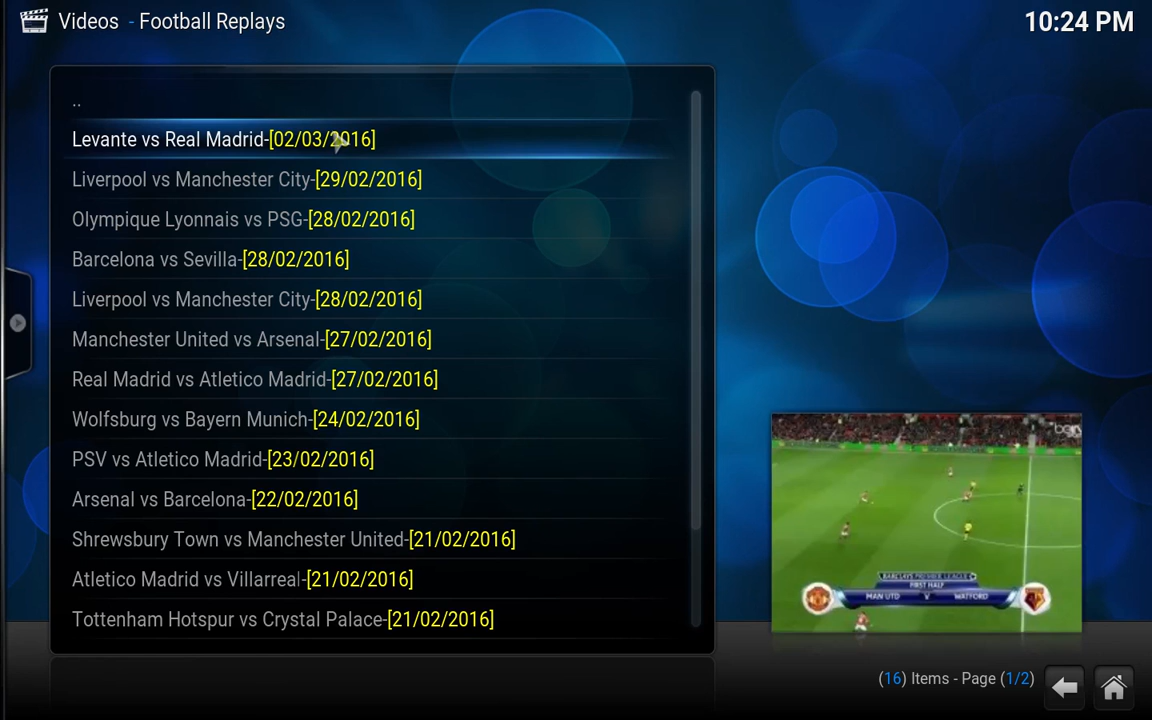 Videos - Football Replays
10:24 PM
..
Levante vs Real Madrid-[02/03/2016]
Liverpool vs Manchester City-[29/02/2016]
Olympique Lyonnais vs PSG-[28/02/2016]
Barcelona vs Sevilla-[28/02/2016]
Liverpool vs Manchester City-[28/02/2016]
Manchester United vs Arsenal-[27/02/2016]
Real Madrid vs Atletico Madrid-[27/02/2016]
Wolfsburg vs Bayern Munich-[24/02/2016]
PSV vs Atletico Madrid-[23/02/2016]
Arsenal vs Barcelona-[22/02/2016]
Shrewsbury Town vs Manchester United-[21/02/2016]
Atletico Madrid vs Villarreal-[21/02/2016]
Tottenham Hotspur vs Crystal Palace-[21/02/2016]
BARCLAYS PREMIER LEAGUE
FIRST HALF
MAN UTD V WATFORD
(16) Items - Page (1/2)